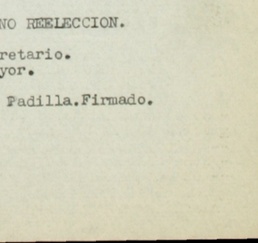 NO REELECCION.
retario.
yor.
Padilla.Firmado.